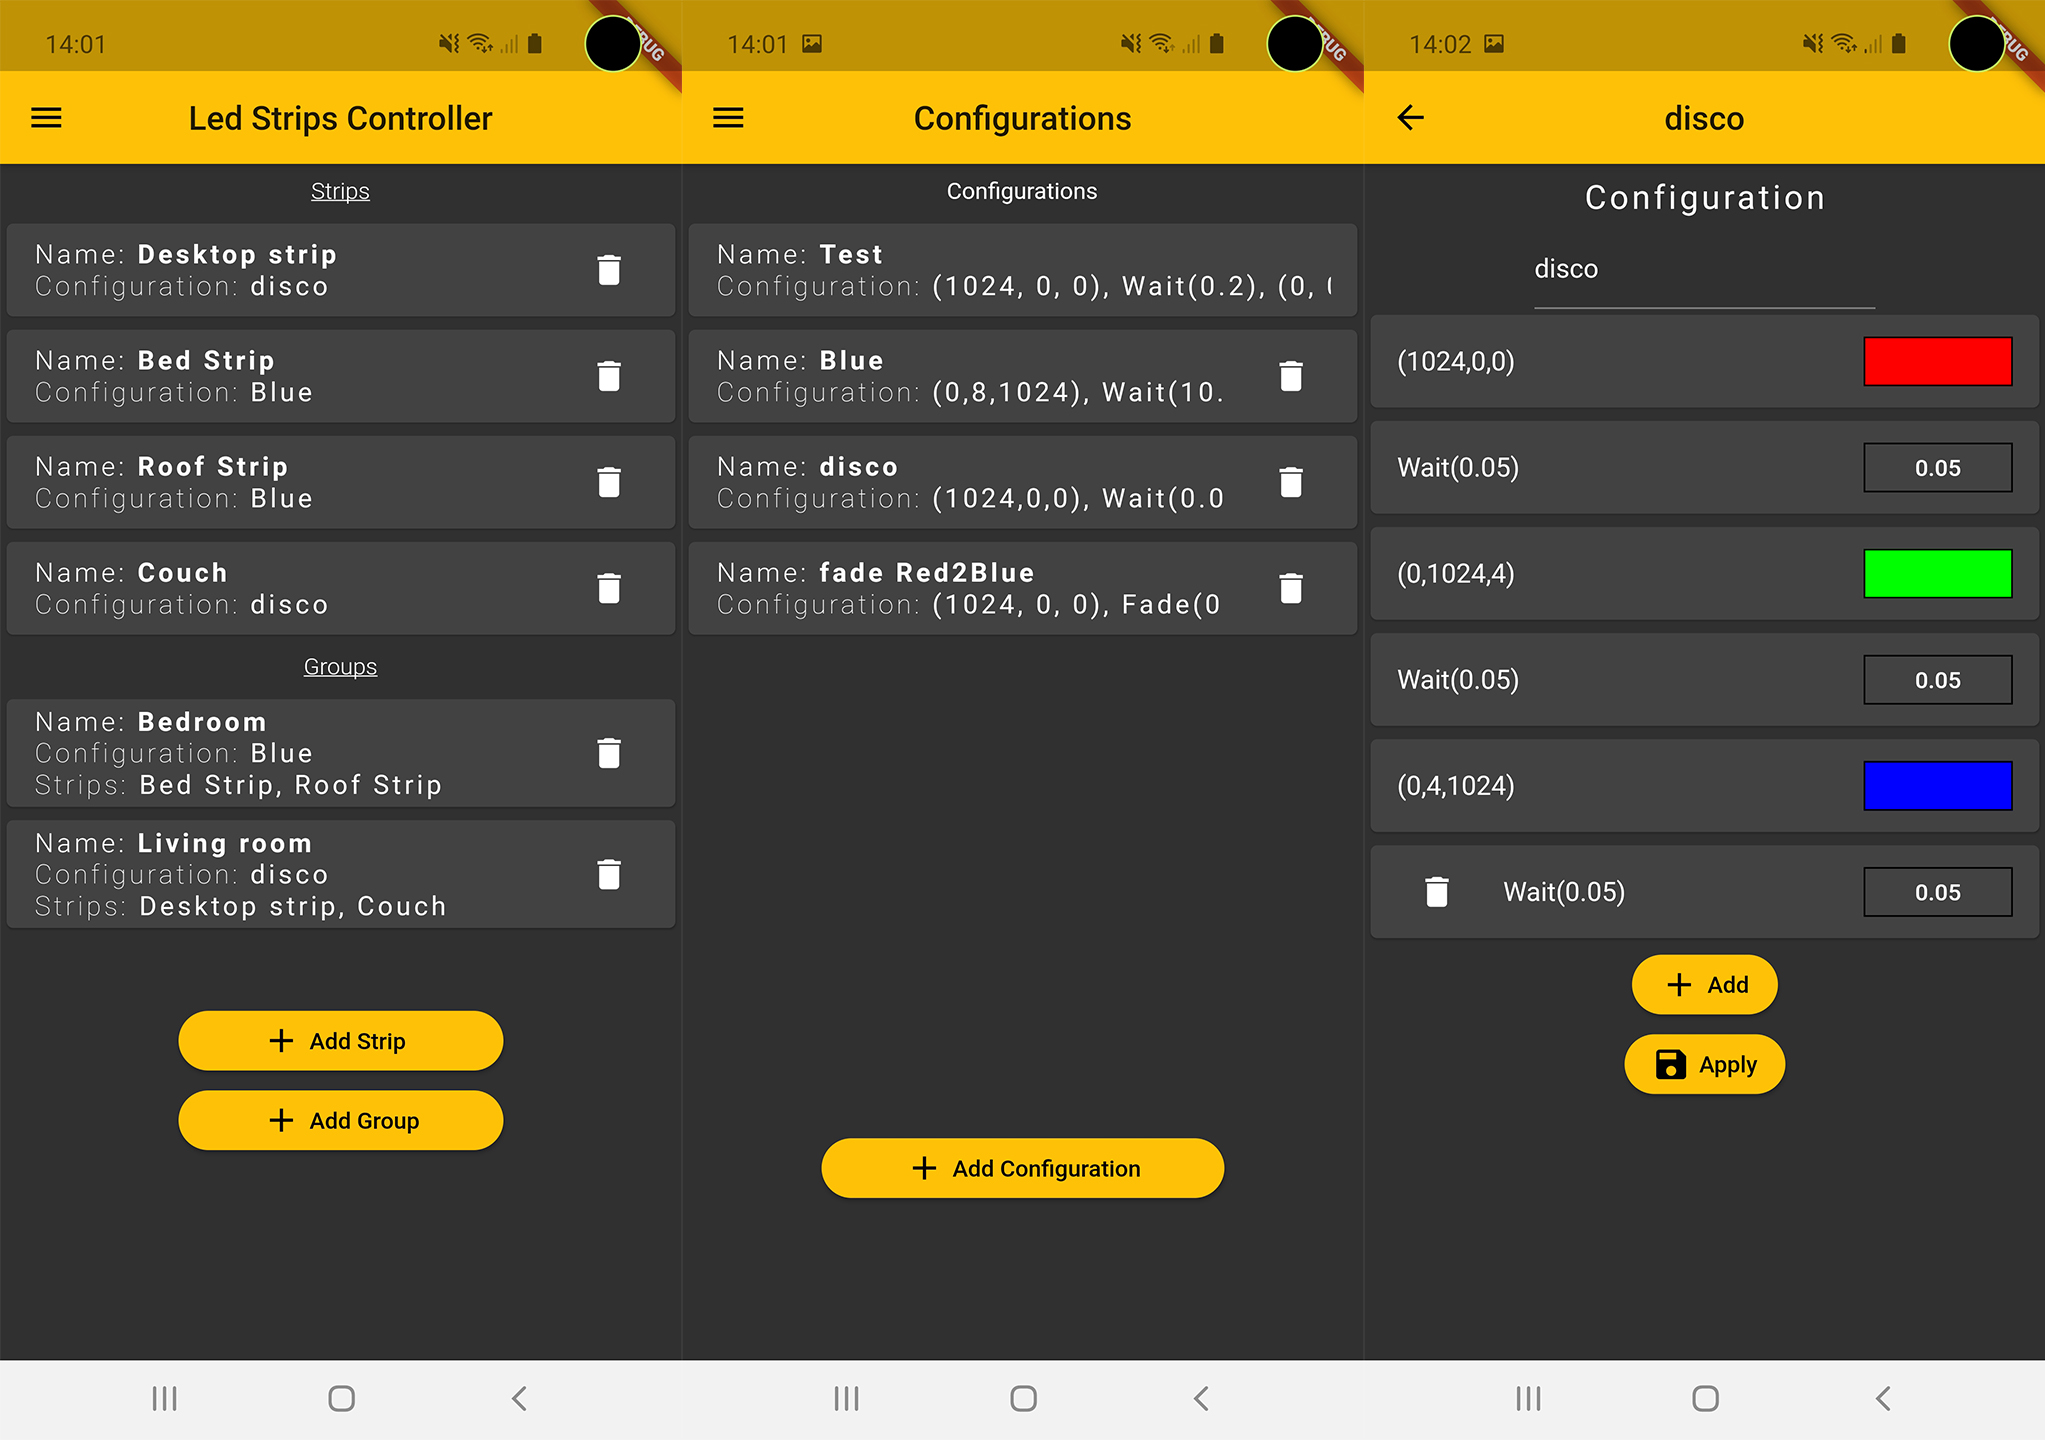 14:01
DEBUG
Led Strips Controller
Strips
Name: Desktop strip
Configuration: disco
Name: Bed Strip
Configuration: Blue
Name: Roof Strip
Configuration: Blue
Name: Couch
Configuration: disco
Groups
Name: Bedroom
Configuration: Blue
Strips: Bed Strip, Roof Strip
Name: Living room
Configuration: disco
Strips: Desktop strip, Couch
Add Strip
Add Group
14:01
Configurations
Configurations
Name: Test
Configuration: (1024, 0, 0), Wait(0.2), (0,
Name: Blue
Configuration: (0,8,1024), Wait(10.
Name: disco
Configuration: (1024,0,0), Wait(0.0
Name: fade Red2Blue
Configuration: (1024, 0, 0), Fade(0
Add Configuration
14:02
disco
Configuration
disco
(1024,0,0)
Wait(0.05) 0.05
(0,1024,4)
Wait(0.05) 0.05
(0,4,1024)
Wait(0.05) 0.05
Add
Apply